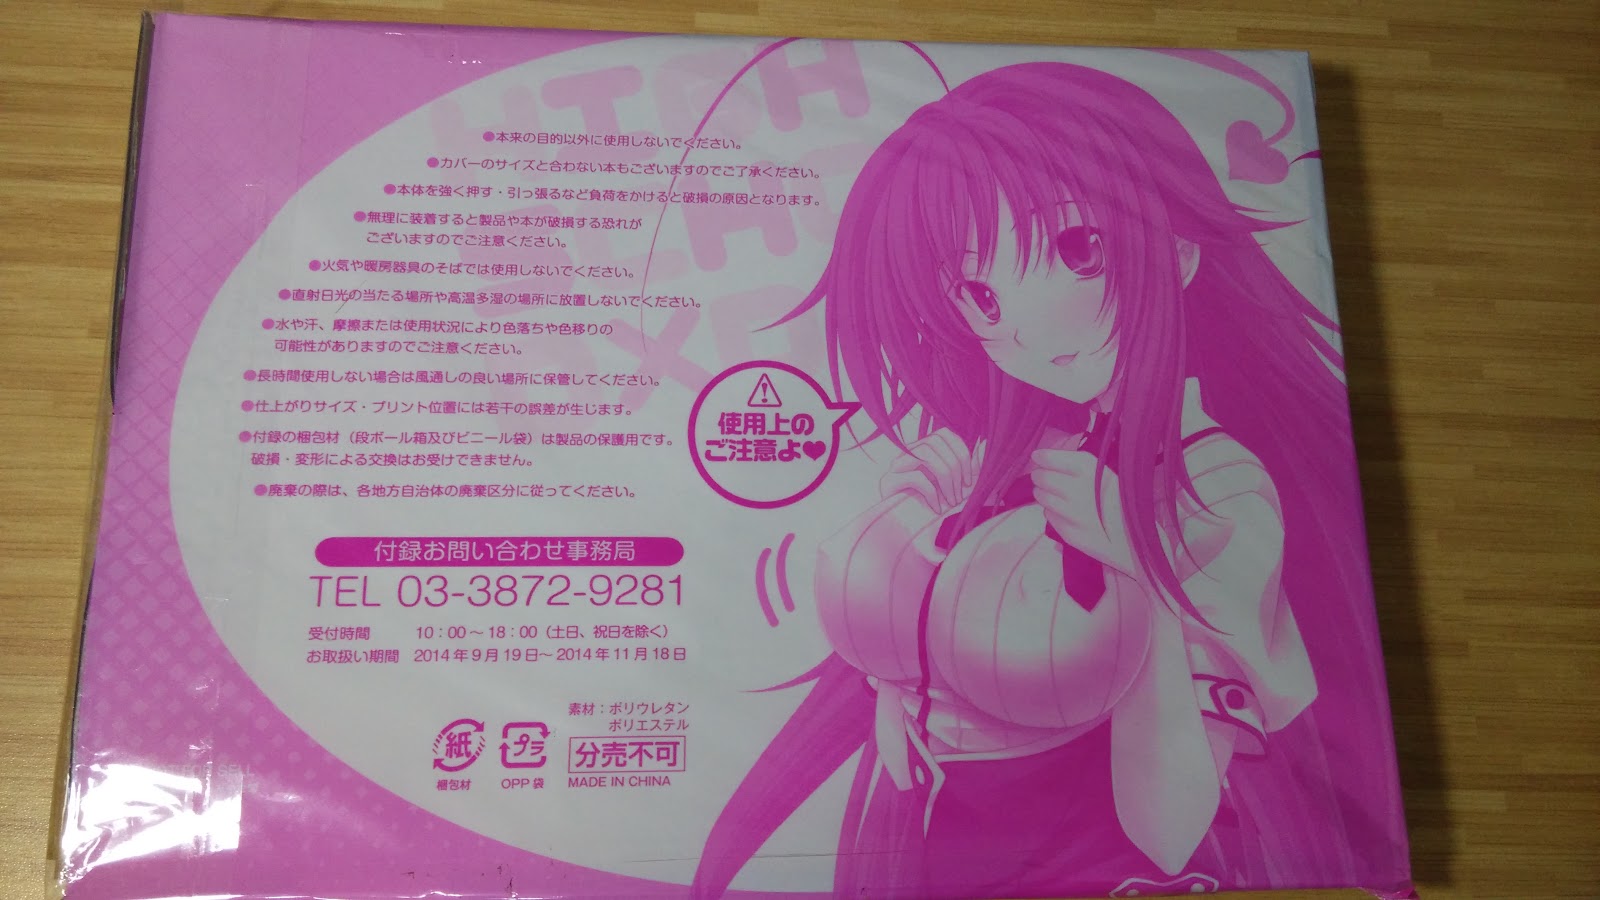 HIGH
SCHOOL
D×D
●本来の目的以外に使用しないでください。
●カバーのサイズと合わない本もございますのでご了承ください。
●本体を強く押す・引っ張るなど負荷をかけると破損の原因となります。
●無理に装着すると製品や本が破損する恐れが
ございますのでご注意ください。
●火気や暖房器具のそばでは使用しないでください。
●直射日光の当たる場所や高温多湿の場所に放置しないでください。
●水や汗、摩擦または使用状況により色落ちや色移りの
可能性がありますのでご注意ください。
●長時間使用しない場合は風通しの良い場所に保管してください。
●仕上がりサイズ・プリント位置には若干の誤差が生じます。
●付録の梱包材（段ボール箱及びビニール袋）は製品の保護用です。
破損・変形による交換はお受けできません。
●廃棄の際は、各地方自治体の廃棄区分に従ってください。
使用上の
ご注意よ♥
付録お問い合わせ事務局
TEL 03-3872-9281
受付時間 10：00～18：00（土日、祝日を除く）
お取扱い期間 2014年9月19日～2014年11月18日
素材：ポリウレタン
ポリエステル
紙
プラ
分売不可
梱包材
OPP袋
MADE IN CHINA